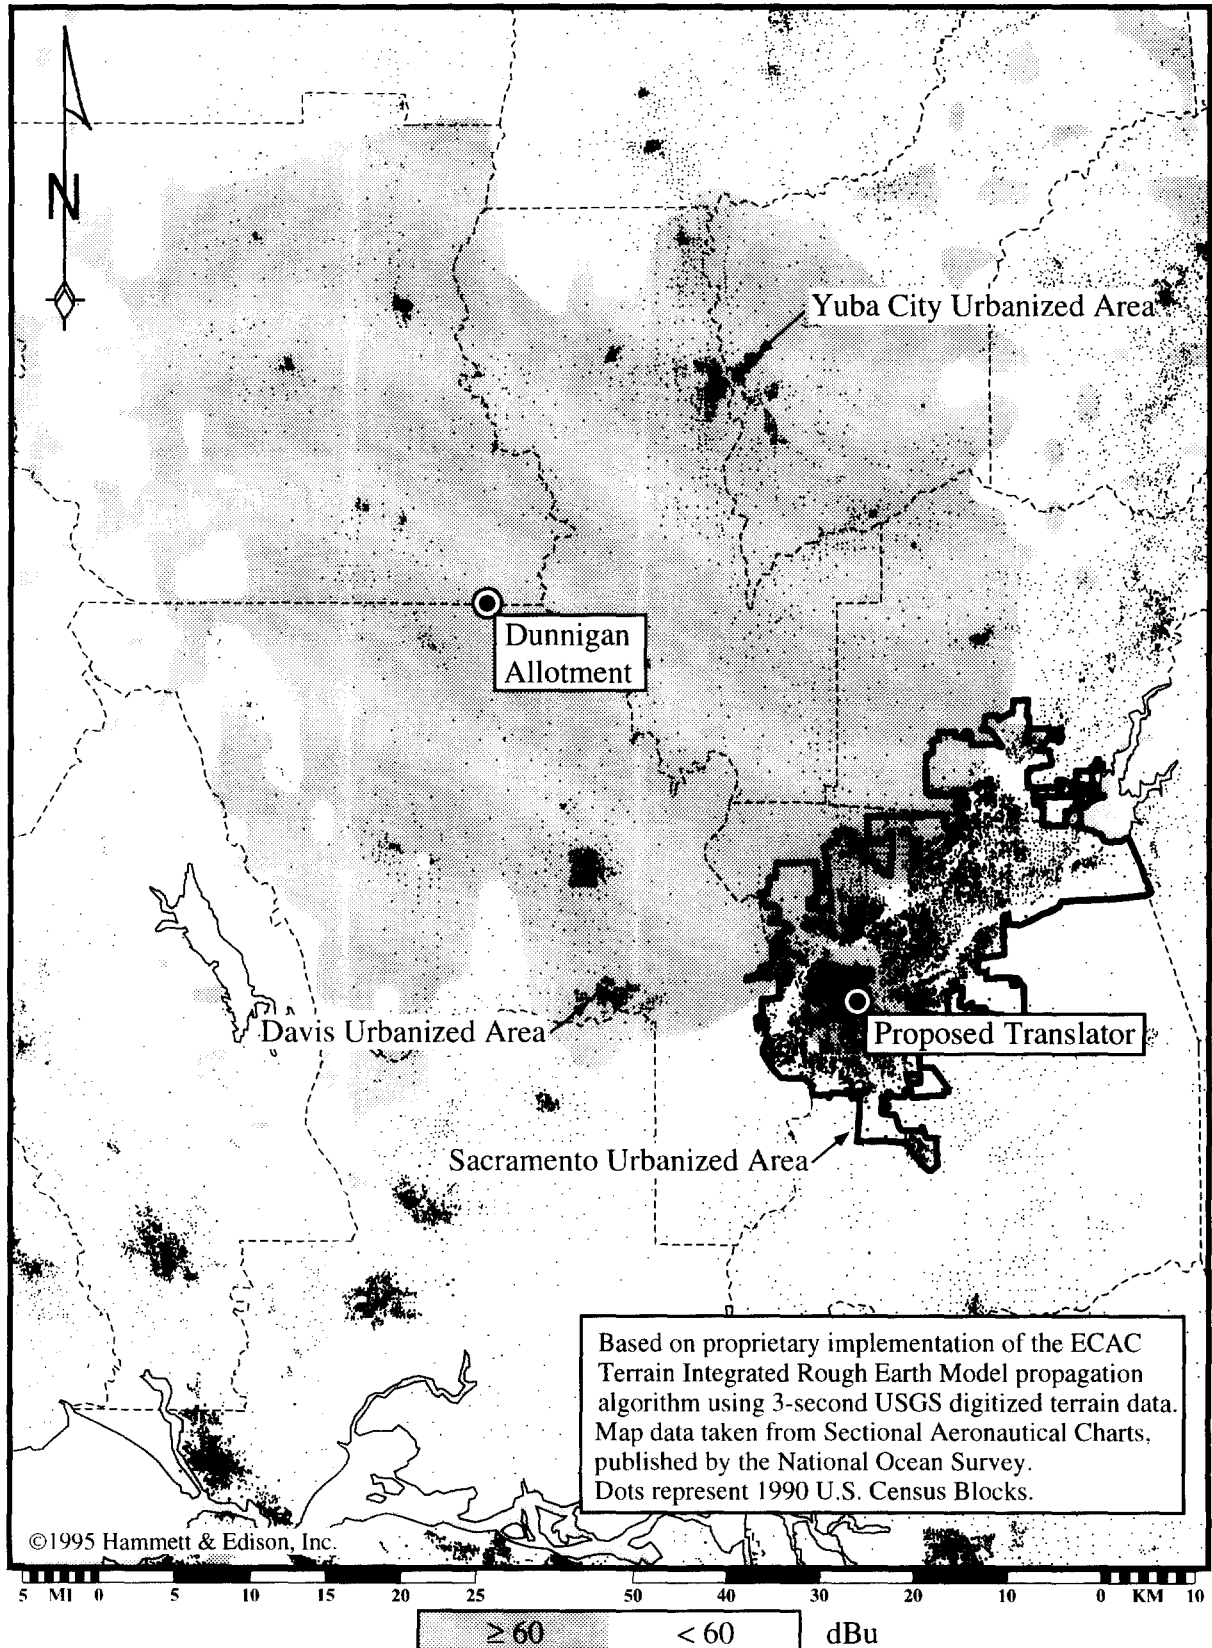 N
Yuba City Urbanized Area
Dunnigan
Allotment
Davis Urbanized Area
Proposed Translator
Sacramento Urbanized Area
Based on proprietary implementation of the ECAC
Terrain Integrated Rough Earth Model propagation
algorithm using 3-second USGS digitized terrain data.
Map data taken from Sectional Aeronautical Charts,
published by the National Ocean Survey.
Dots represent 1990 U.S. Census Blocks.
©1995 Hammett & Edison, Inc.
5 MI 0 5 10 15 20 25 50 40 30 20 10 0 KM 10
≥ 60 < 60 dBu